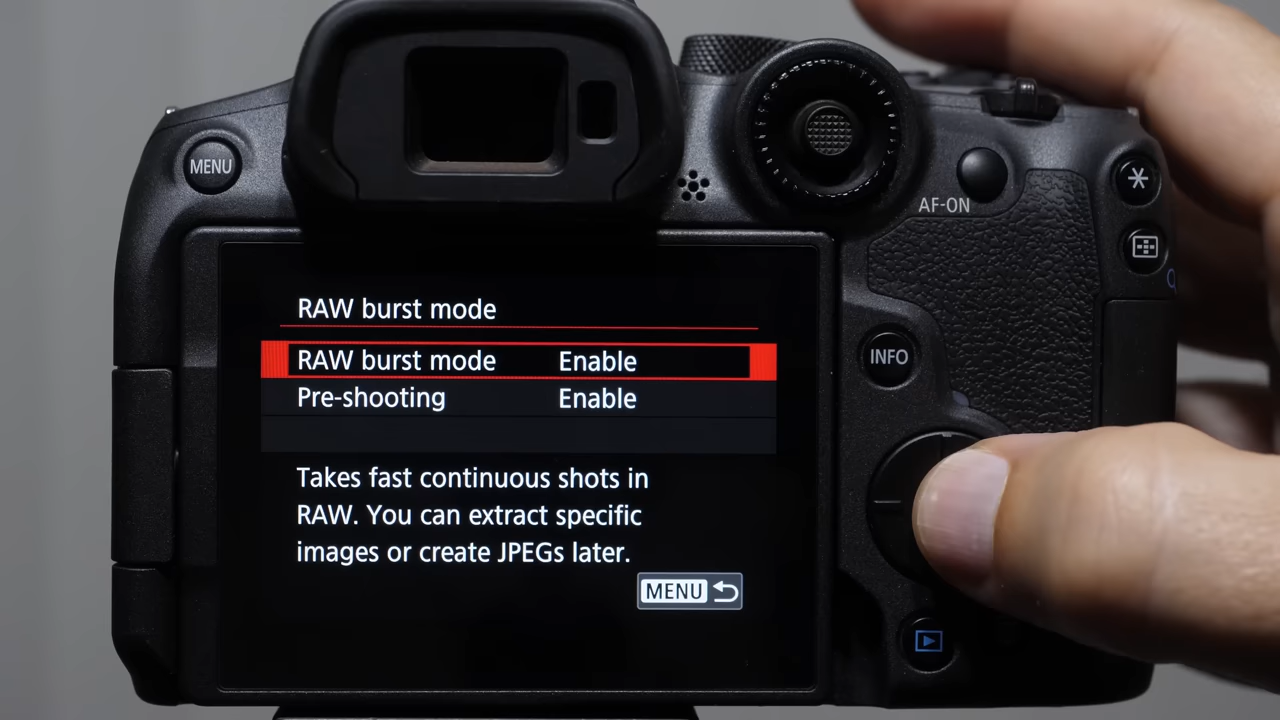 MENU
AF-ON
INFO
RAW burst mode
RAW burst mode Enable
Pre-shooting Enable
Takes fast continuous shots in
RAW. You can extract specific
images or create JPEGs later.
MENU